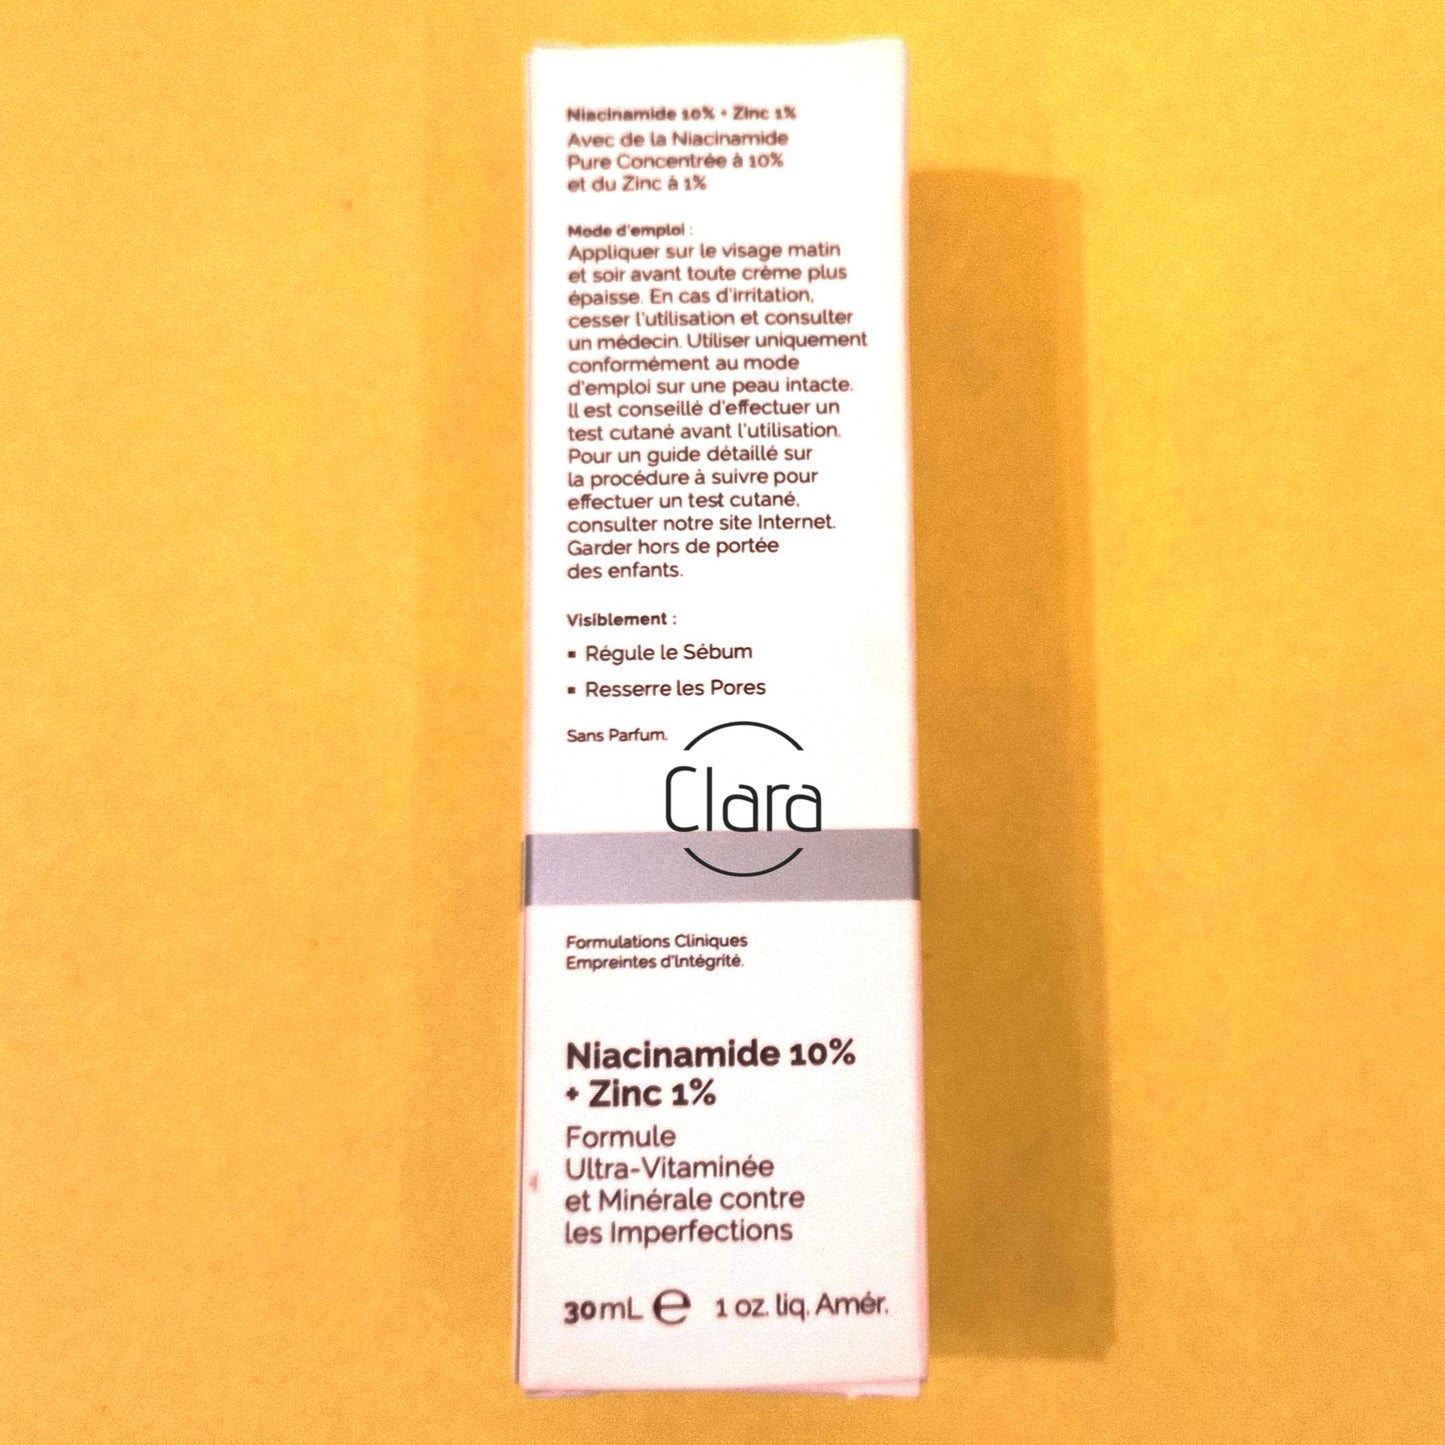 Niacinamide 10% + Zinc 1%
Avec de la Niacinamide
Pure Concentrée à 10%
et du Zinc à 1%
Mode d'emploi :
Appliquer sur le visage matin
et soir avant toute crème plus
épaisse. En cas d'irritation,
cesser l'utilisation et consulter
un médecin. Utiliser uniquement
conformément au mode
d'emploi sur une peau intacte.
Il est conseillé d'effectuer un
test cutané avant l'utilisation.
Pour un guide détaillé sur
la procédure à suivre pour
effectuer un test cutané,
consulter notre site Internet.
Garder hors de portée
des enfants.
Visiblement :
▪ Régule le Sébum
▪ Resserre les Pores
Sans Parfum.
Clara
Formulations Cliniques
Empreintes d'Intégrité.
Niacinamide 10%
+ Zinc 1%
Formule
Ultra-Vitaminée
et Minérale contre
les Imperfections
30mL ℮ 1 oz. liq. Amér.